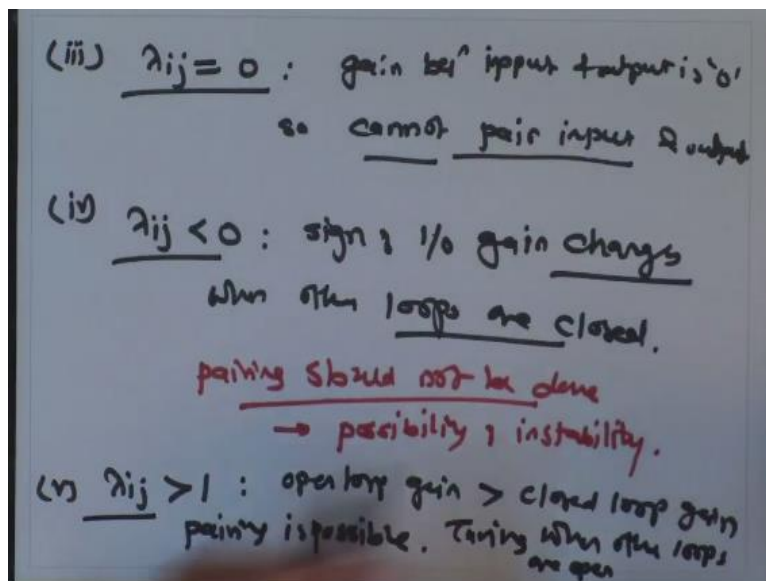 (iii) λij = 0 : gain betⁿ input & output is '0'
so cannot pair input & output
(iv) λij < 0 : sign of i/o gain changes
when other loops are closed.
pairing should not be done
→ possibility of instability.
(v) λij > 1 : open loop gain > closed loop gain
pairing is possible. Tuning when other loops
are open